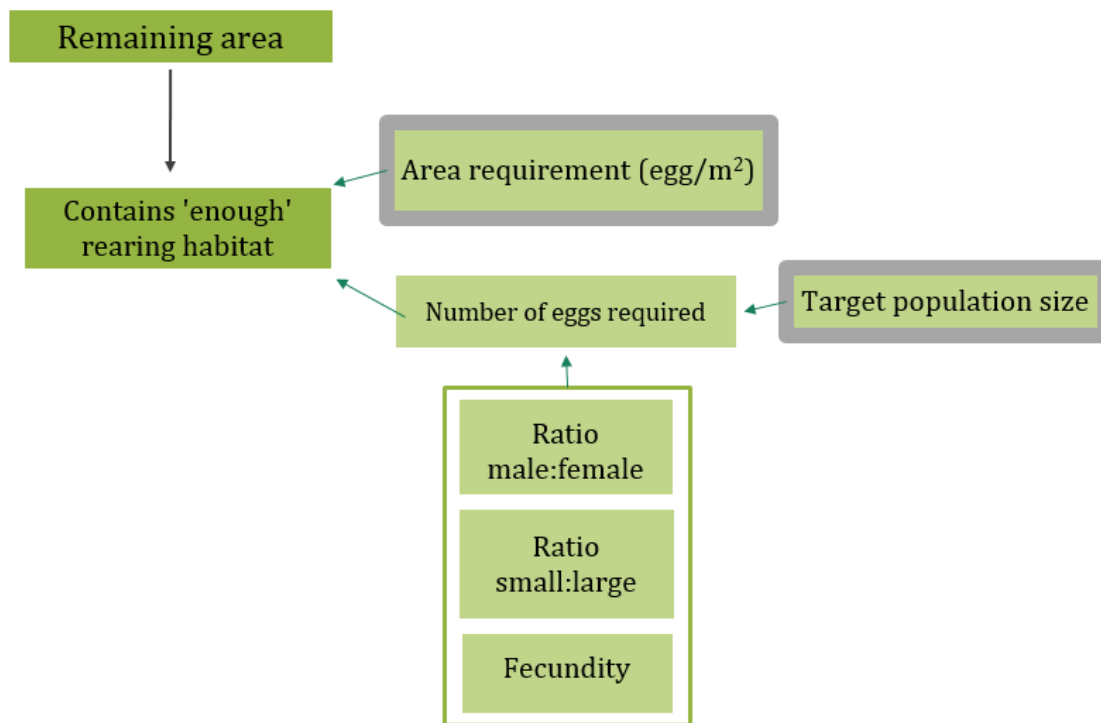 Remaining area
Area requirement (egg/m²)
Contains 'enough'
rearing habitat
Number of eggs required
Target population size
Ratio
male:female
Ratio
small:large
Fecundity